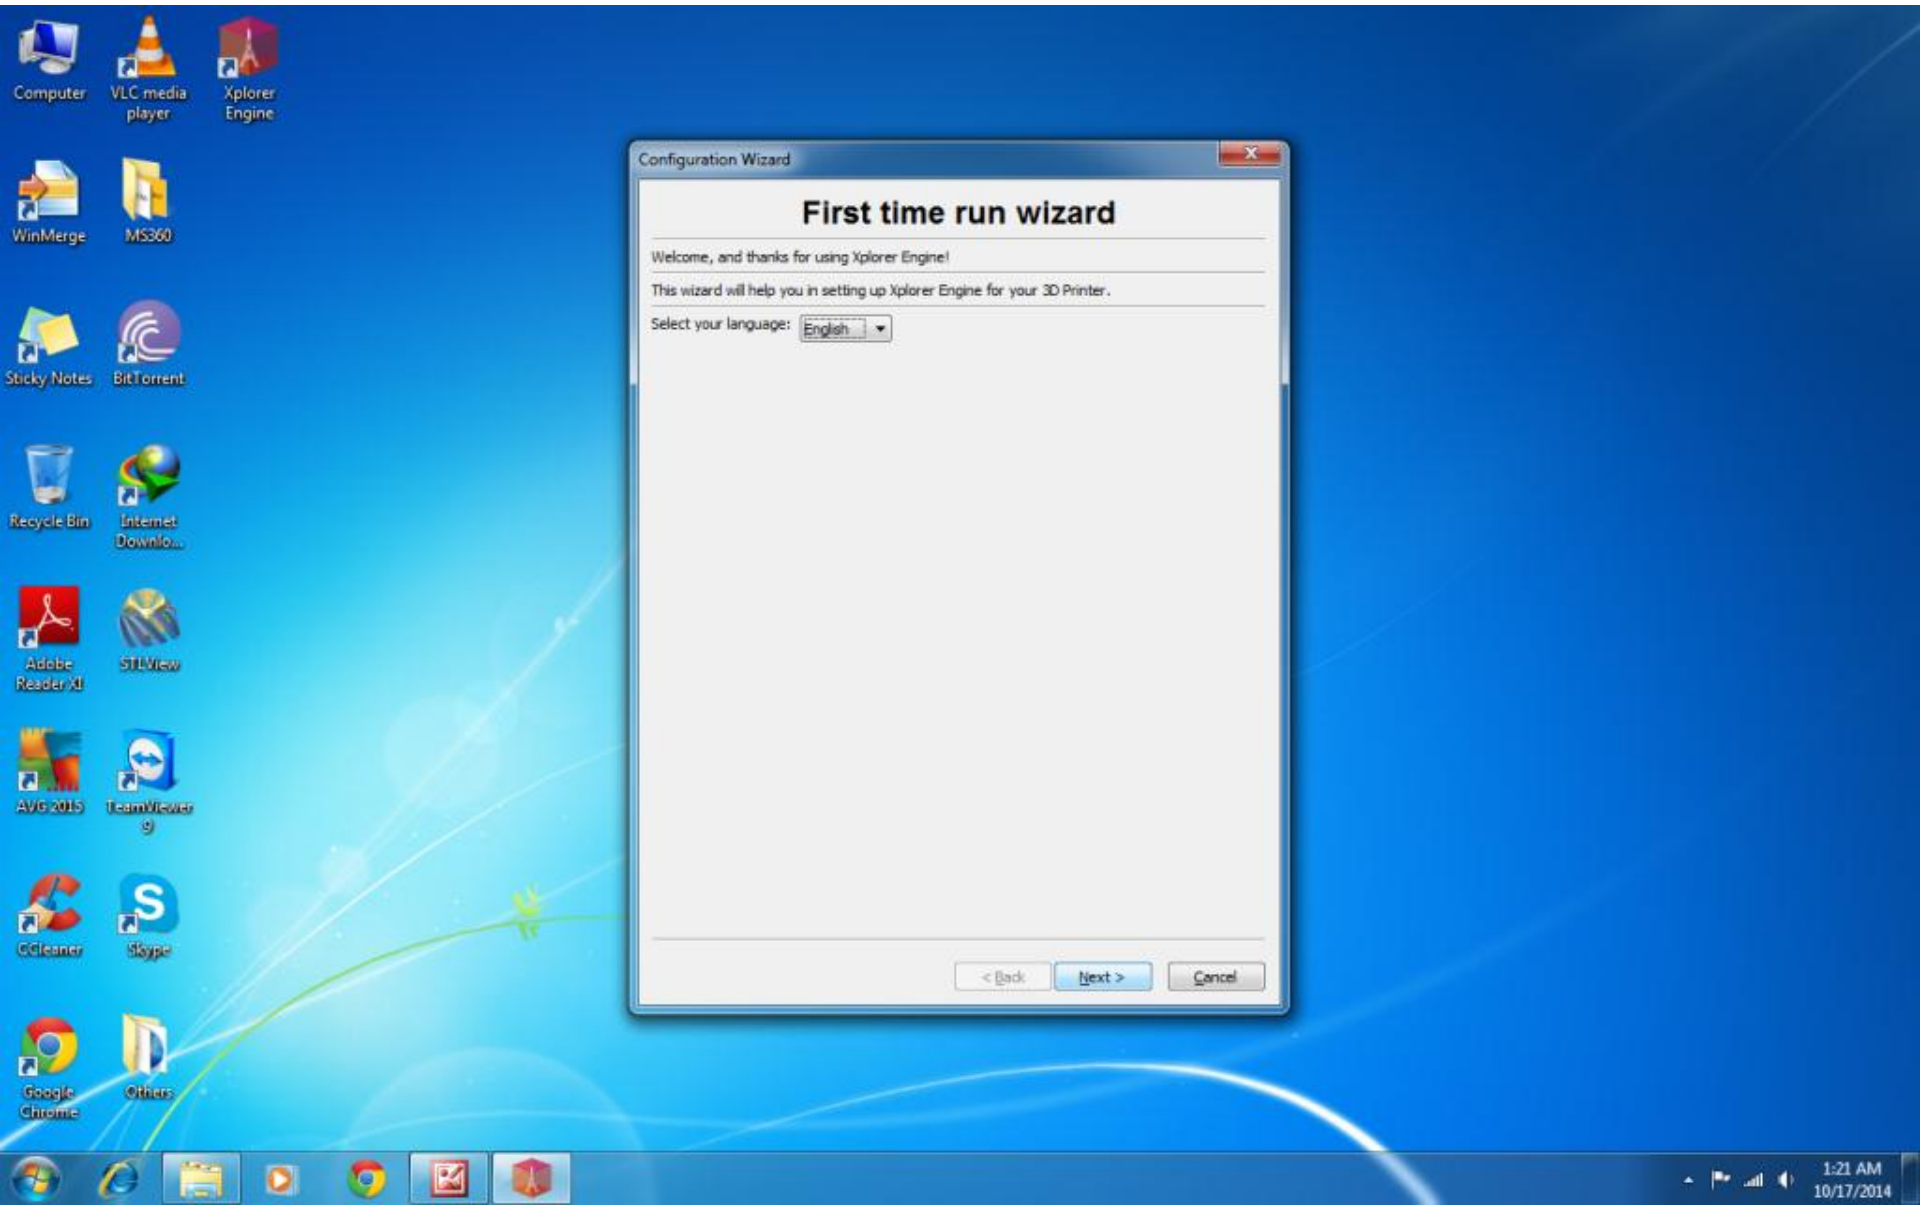 Computer
VLC media
player
Xplorer
Engine
WinMerge
MS360
Sticky Notes
BitTorrent
Recycle Bin
Internet
Downlo...
Adobe
Reader XI
STLView
AVG 2015
TeamViewer
9
CCleaner
Skype
Google
Chrome
Others
Configuration Wizard
First time run wizard
Welcome, and thanks for using Xplorer Engine!
This wizard will help you in setting up Xplorer Engine for your 3D Printer.
Select your language: English
< Back Next > Cancel
1:21 AM
10/17/2014